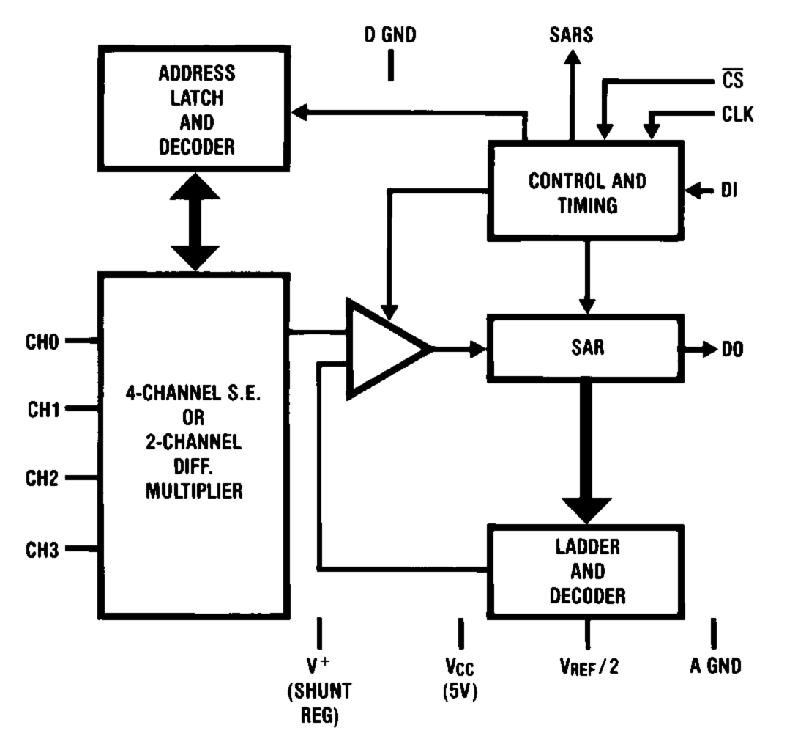 D GND
SARS
ADDRESS
LATCH
AND
DECODER
C̅S̅
CLK
CONTROL AND
TIMING
DI
CH0
CH1
CH2
CH3
4-CHANNEL S.E.
OR
2-CHANNEL
DIFF.
MULTIPLIER
SAR
DO
LADDER
AND
DECODER
V+
(SHUNT
REG)
VCC
(5V)
VREF/2
A GND